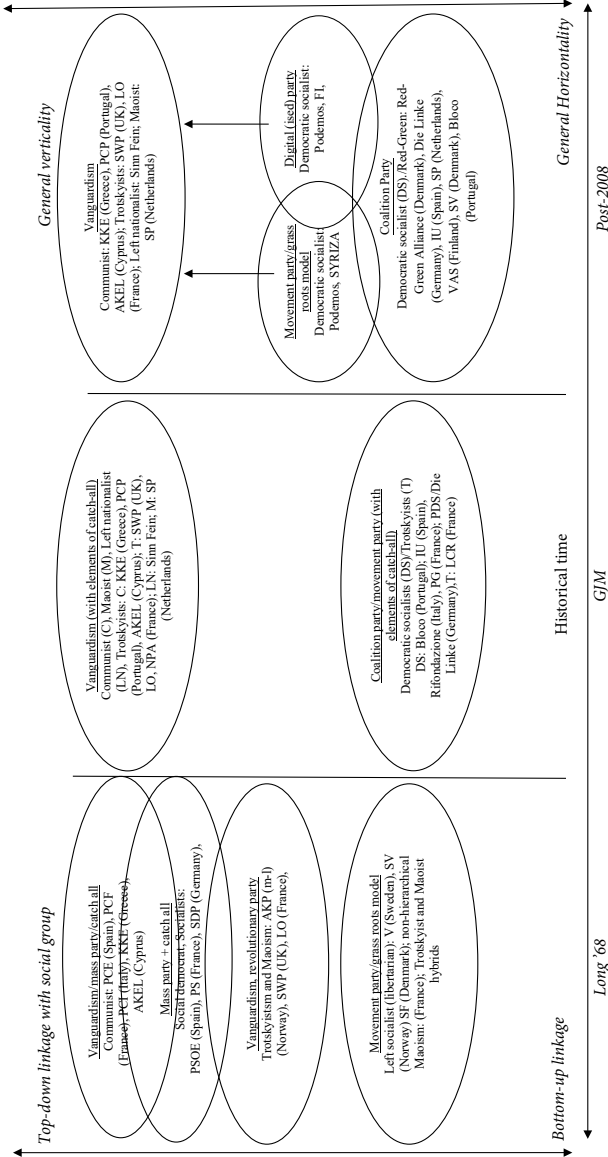 Top-down linkage with social group
General verticality
Vanguardism/mass party/catch all
Communist: PCE (Spain), PCF
(France), PCI (Italy), KKE (Greece),
AKEL (Cyprus)
Mass party + catch all
Social democrat, Socialists:
PSOE (Spain), PS (France), SDP (Germany),
Vanguardism, revolutionary party
Trotskyistsm and Maoism: AKP (m-l)
(Norway), SWP (UK), LO (France),
Movement party/grass roots model
Left socialist (libertarian): V (Sweden), SV
(Norway) SF (Denmark); non-hierarchical
Maoism: (France); Trotskyist and Maoist
hybrids
Vanguardism (with elements of catch-all)
Communist (C), Maoist (M), Left nationalist
(LN), Trotskyists: C: KKE (Greece), PCP
(Portugal), AKEL (Cyprus); T: SWP (UK),
LO, NPA (France); LN: Sinn Fein; M: SP
(Netherlands)
Coalition party/movement party (with
elements of catch-all)
Democratic socialists (DS)/Trotskyists (T)
DS: Bloco (Portugal); IU (Spain),
Rifondazione (Italy), PG (France); PDS/Die
Linke (Germany),T: LCR (France)
Vanguardism
Communist: KKE (Greece), PCP (Portugal),
AKEL (Cyprus); Trotskyists: SWP (UK), LO
(France); Left nationalist: Sinn Fein; Maoist:
SP (Netherlands)
Movement party/grass
roots model
Democratic socialist:
Podemos, SYRIZA
Digital (ised) party
Democratic socialist:
Podemos, FI,
Coalition Party
Democratic socialist (DS)./Red-Green: Red-
Green Alliance (Denmark), Die Linke
(Germany), IU (Spain), SP (Netherlands),
VAS (Finland), SV (Denmark), Bloco
(Portugal)
Bottom-up linkage
Historical time
General Horizontality
Long ’68
GJM
Post-2008